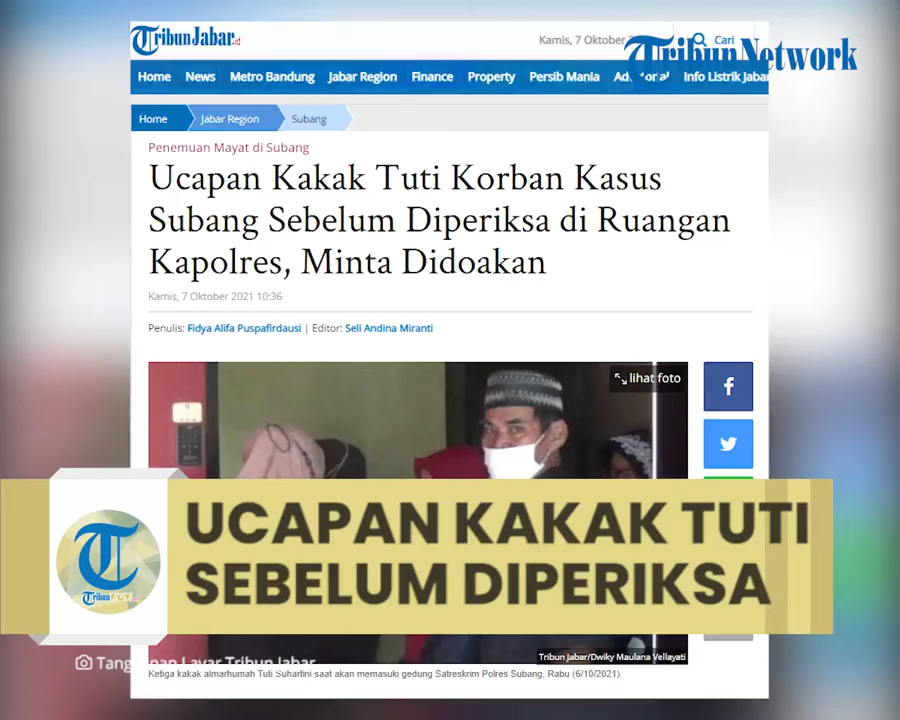 TribunJabar.id
Kamis, 7 Oktober
Cari
TribunNetwork
Home News Metro Bandung Jabar Region Finance Property Persib Mania Info Listrik Jabar
Home Jabar Region Subang
Penemuan Mayat di Subang
Ucapan Kakak Tuti Korban Kasus
Subang Sebelum Diperiksa di Ruangan
Kapolres, Minta Didoakan
Kamis, 7 Oktober 2021 10:36
Penulis: Fidya Alifa Puspafirdausi | Editor: Seli Andina Miranti
lihat foto
UCAPAN KAKAK TUTI
SEBELUM DIPERIKSA
Tribun
Tribun Jabar/Dwiky Maulana Vellayati
Layar Tribun Jabar
Ketiga kakak almarhumah Tuti Suhartini saat akan memasuki gedung Satreskrim Polres Subang, Rabu (6/10/2021).